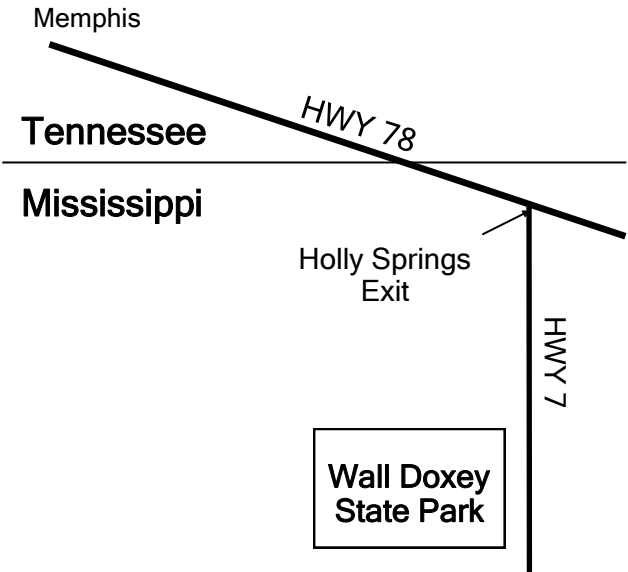 Memphis
HWY 78
Tennessee
Mississippi
Holly Springs
Exit
HWY 7
Wall Doxey
State Park